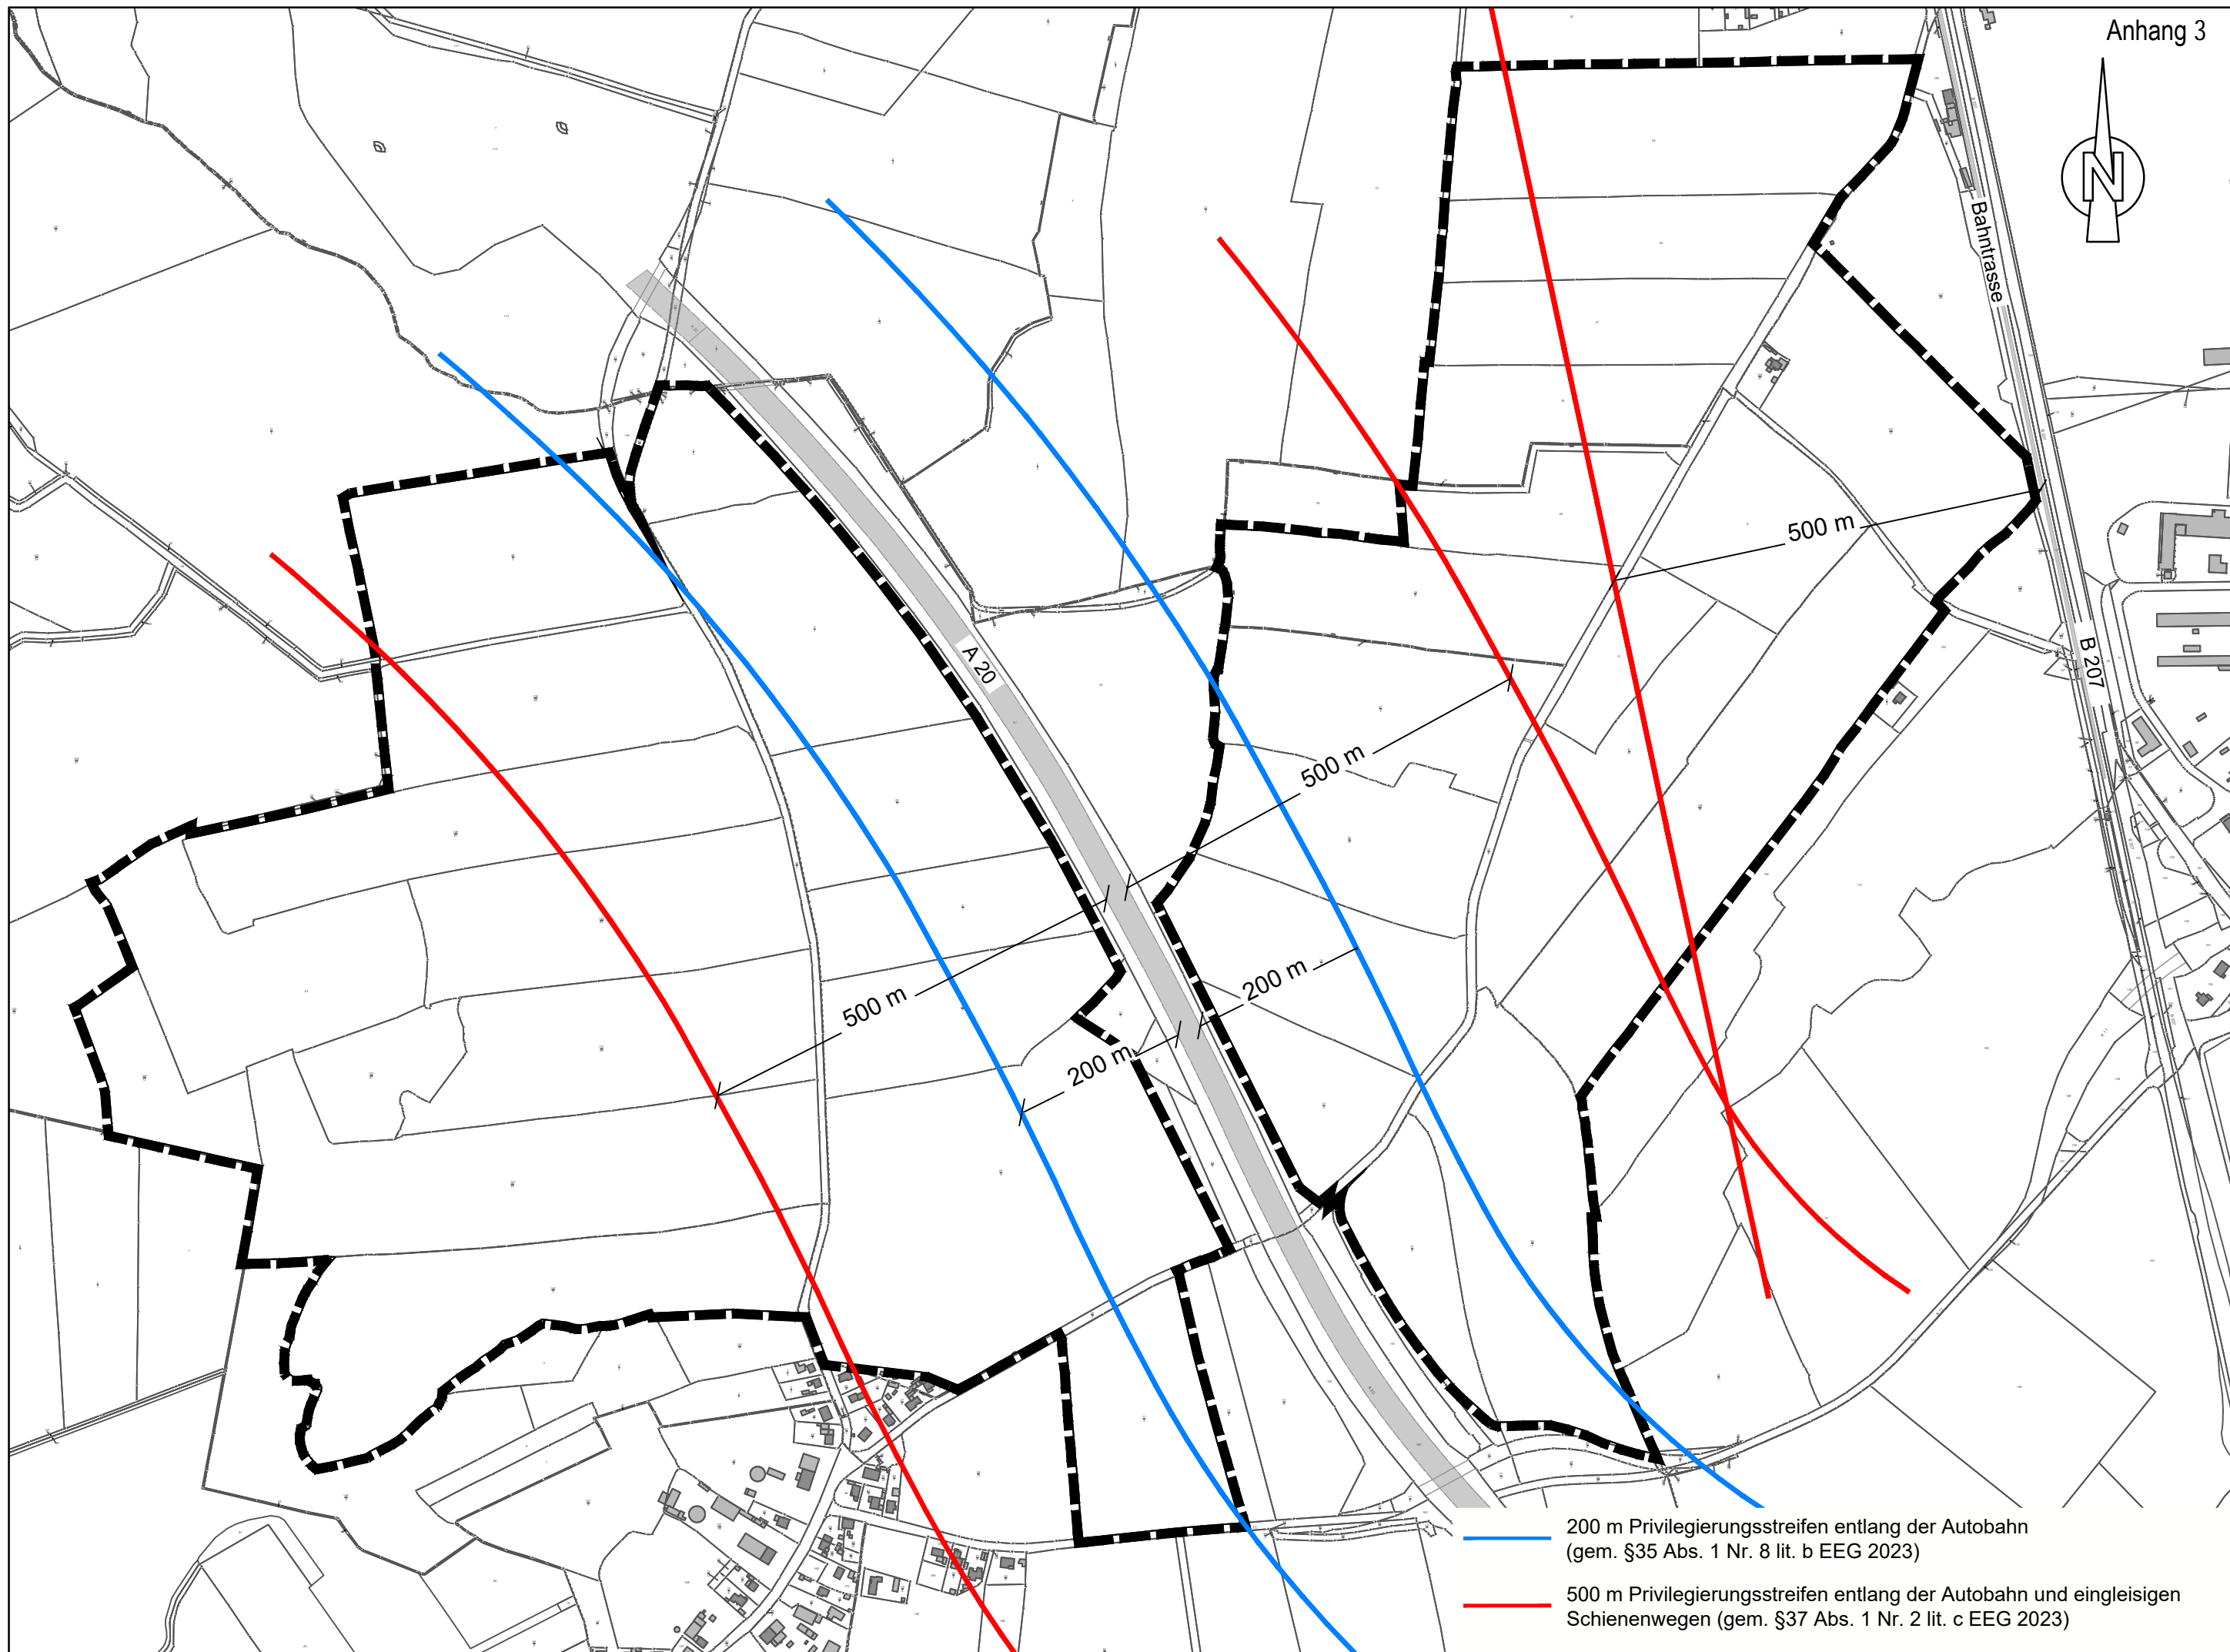 Anhang 3
N
Bahntrasse
500 m
A 20
B 207
500 m
500 m
200 m
200 m
200 m Privilegierungsstreifen entlang der Autobahn
(gem. §35 Abs. 1 Nr. 8 lit. b EEG 2023)
500 m Privilegierungsstreifen entlang der Autobahn und eingleisigen
Schienenwegen (gem. §37 Abs. 1 Nr. 2 lit. c EEG 2023)